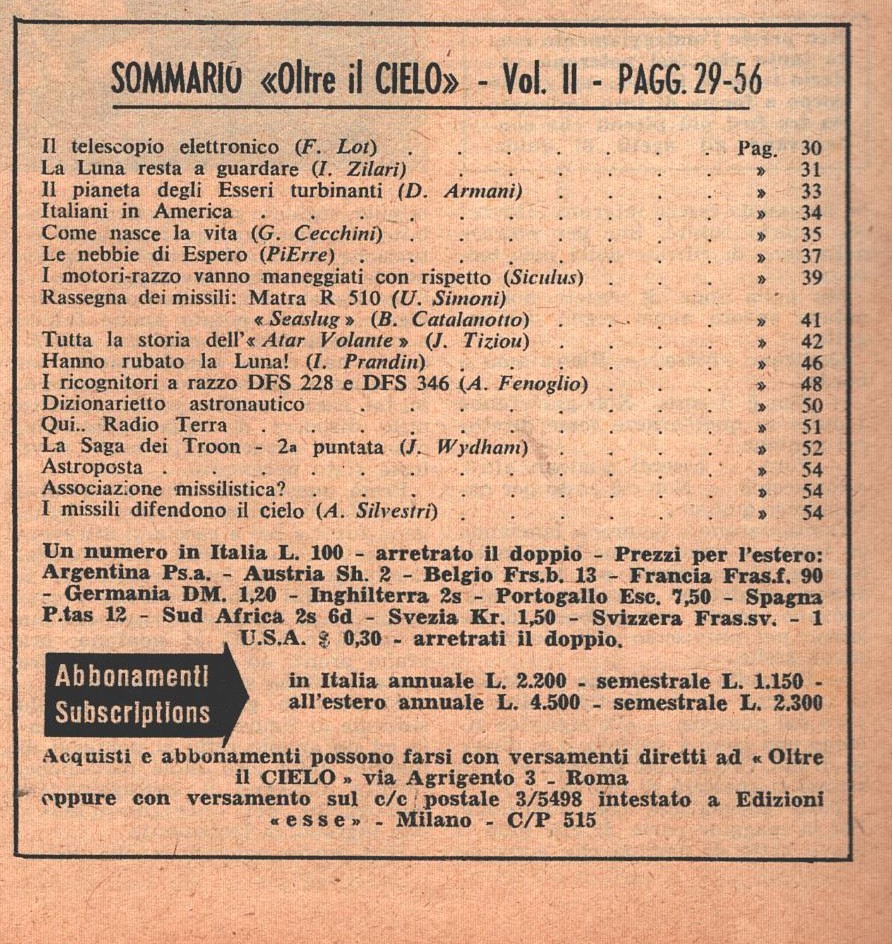 SOMMARIO «Oltre il CIELO» - Vol. II - PAGG. 29-56
Il telescopio elettronico (F. Lot) . . . . . . . Pag. 30
La Luna resta a guardare (I. Zilari) . . . . . . » 31
Il pianeta degli Esseri turbinanti (D. Armani) . . . . » 33
Italiani in America . . . . . . . . . . » 34
Come nasce la vita (G. Cecchini) . . . . . . . » 35
Le nebbie di Espero (PiErre) . . . . . . . . » 37
I motori-razzo vanno maneggiati con rispetto (Siculus) . . . » 39
Rassegna dei missili: Matra R 510 (U. Simoni)
« Seaslug » (B. Catalanotto) . . . . » 41
Tutta la storia dell'« Atar Volante » (J. Tiziou) . . . . » 42
Hanno rubato la Luna! (I. Prandin) . . . . . . » 46
I ricognitori a razzo DFS 228 e DFS 346 (A. Fenoglio) . . . » 48
Dizionarietto astronautico . . . . . . . . » 50
Qui.. Radio Terra . . . . . . . . . . » 51
La Saga dei Troon - 2a puntata (J. Wydham) . . . . » 52
Astroposta . . . . . . . . . . . . » 54
Associazione missilistica? . . . . . . . . . » 54
I missili difendono il cielo (A. Silvestri) . . . . . . » 54
Un numero in Italia L. 100 - arretrato il doppio - Prezzi per l'estero:
Argentina Ps.a. - Austria Sh. 2 - Belgio Frs.b. 13 - Francia Fras.f. 90
- Germania DM. 1,20 - Inghilterra 2s - Portogallo Esc. 7,50 - Spagna
P.tas 12 - Sud Africa 2s 6d - Svezia Kr. 1,50 - Svizzera Fras.sv. - 1
U.S.A. $ 0,30 - arretrati il doppio.
Abbonamenti
Subscriptions
in Italia annuale L. 2.200 - semestrale L. 1.150 -
all'estero annuale L. 4.500 - semestrale L. 2.300
Acquisti e abbonamenti possono farsi con versamenti diretti ad « Oltre
il CIELO » via Agrigento 3 - Roma
oppure con versamento sul c/c postale 3/5498 intestato a Edizioni
« esse » - Milano - C/P 515